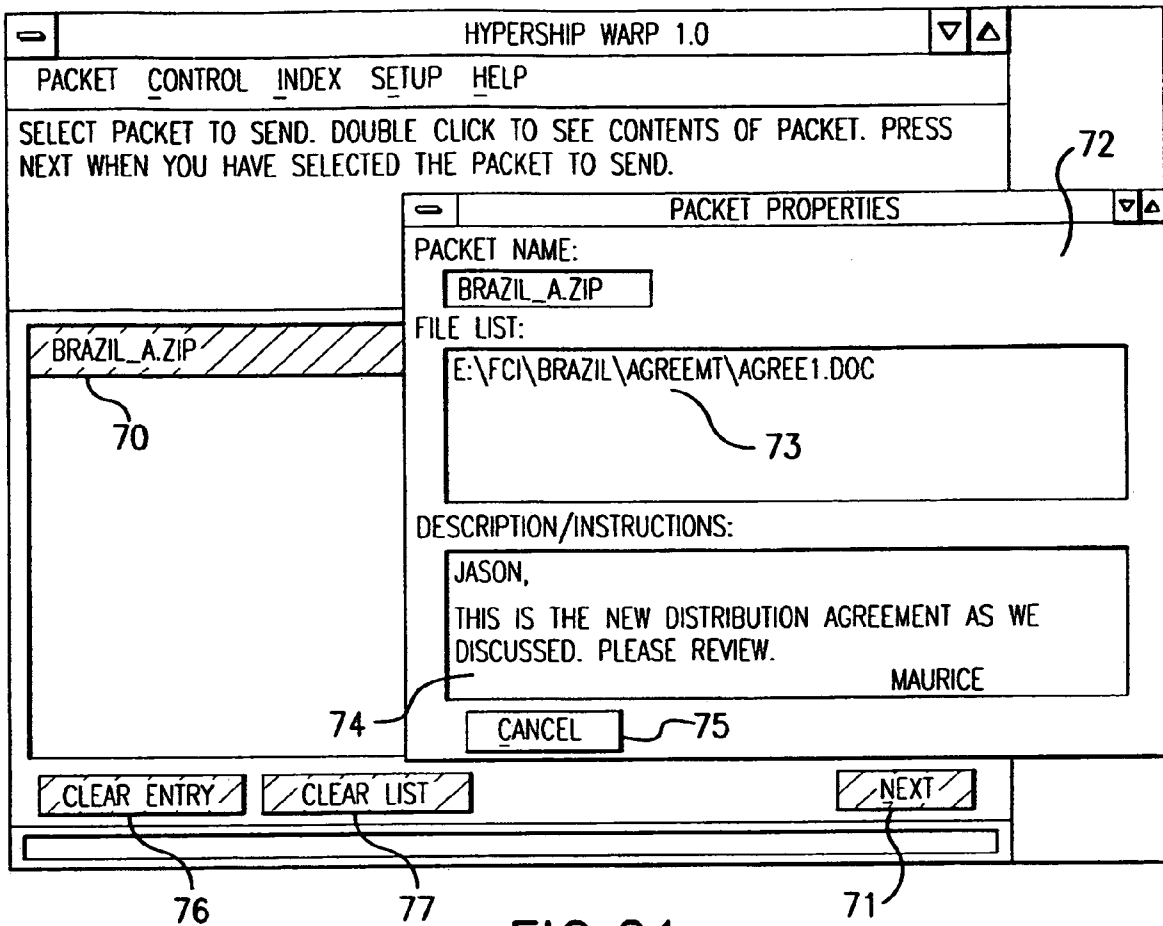 HYPERSHIP WARP 1.0
PACKET CONTROL INDEX SETUP HELP
SELECT PACKET TO SEND. DOUBLE CLICK TO SEE CONTENTS OF PACKET. PRESS
NEXT WHEN YOU HAVE SELECTED THE PACKET TO SEND.
72
PACKET PROPERTIES
PACKET NAME:
BRAZIL_A.ZIP
FILE LIST:
E:\FCI\BRAZIL\AGREEMT\AGREE1.DOC
73
BRAZIL_A.ZIP
70
DESCRIPTION/INSTRUCTIONS:
JASON,
THIS IS THE NEW DISTRIBUTION AGREEMENT AS WE
DISCUSSED. PLEASE REVIEW.
MAURICE
74
CANCEL
75
CLEAR ENTRY
CLEAR LIST
NEXT
76
77
71